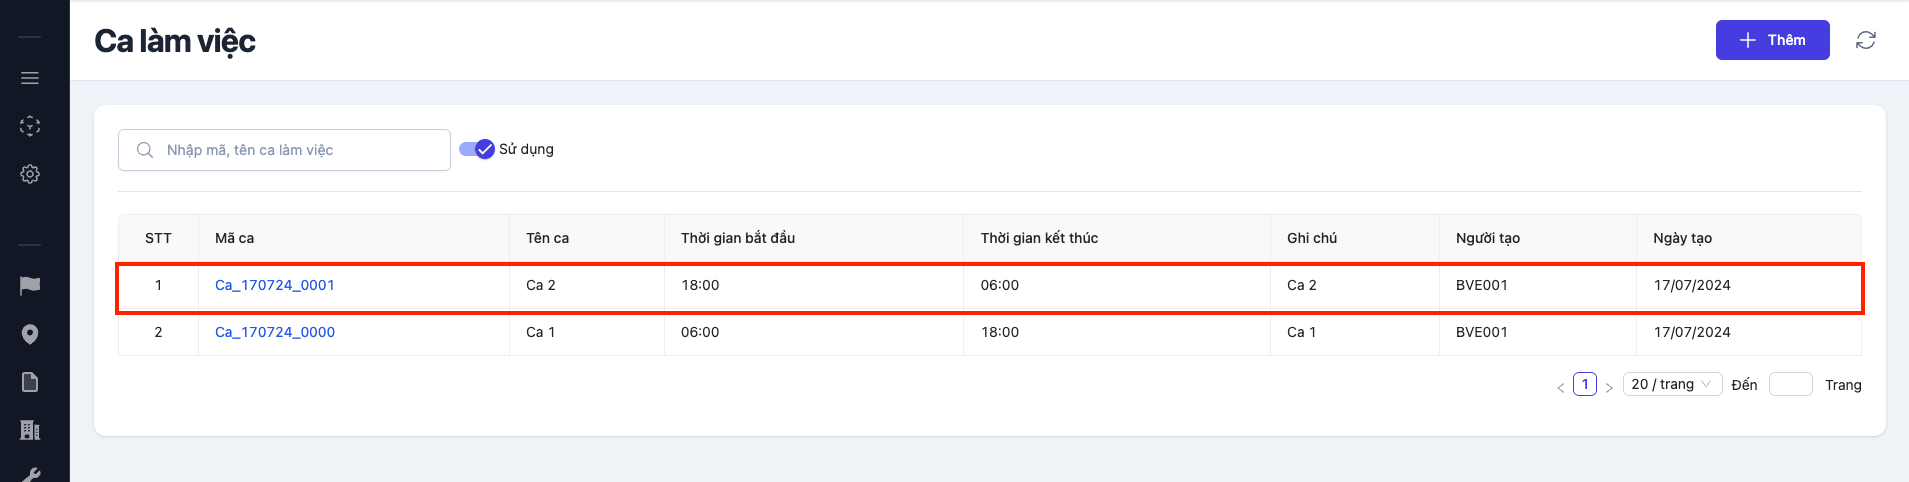 Ca làm việc
Thêm
Nhập mã, tên ca làm việc
Sử dụng
STT Mã ca Tên ca Thời gian bắt đầu Thời gian kết thúc Ghi chú Người tạo Ngày tạo
1 Ca_170724_0001 Ca 2 18:00 06:00 Ca 2 BVE001 17/07/2024
2 Ca_170724_0000 Ca 1 06:00 18:00 Ca 1 BVE001 17/07/2024
< 1 > 20 / trang Đến Trang